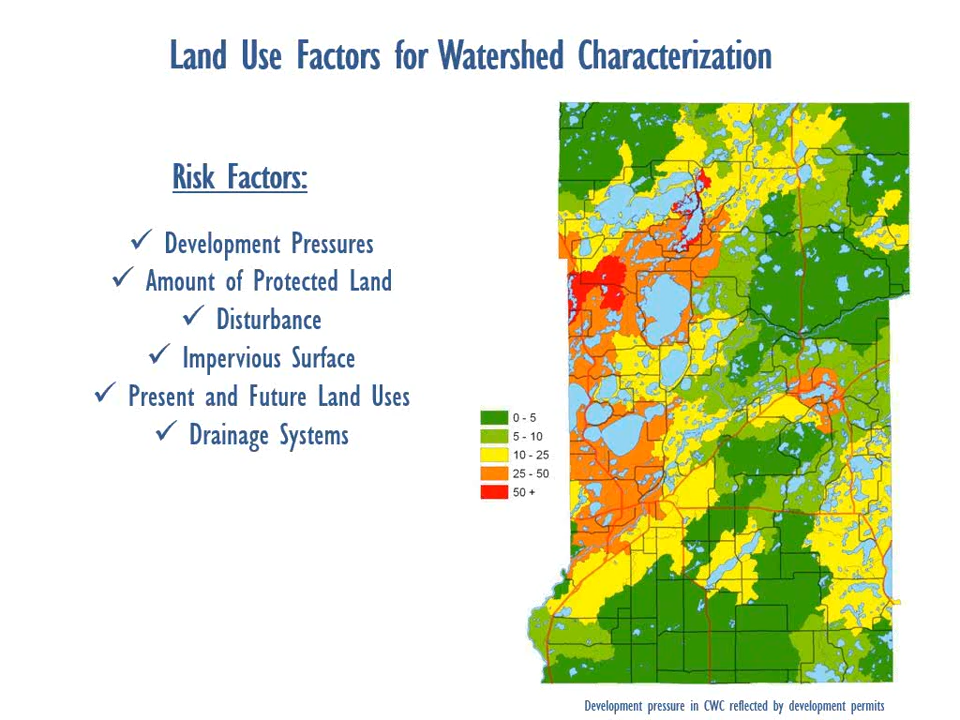 Land Use Factors for Watershed Characterization
Risk Factors:
✓ Development Pressures
✓ Amount of Protected Land
✓ Disturbance
✓ Impervious Surface
✓ Present and Future Land Uses
✓ Drainage Systems
0 - 5
5 - 10
10 - 25
25 - 50
50 +
Development pressure in CWC reflected by development permits